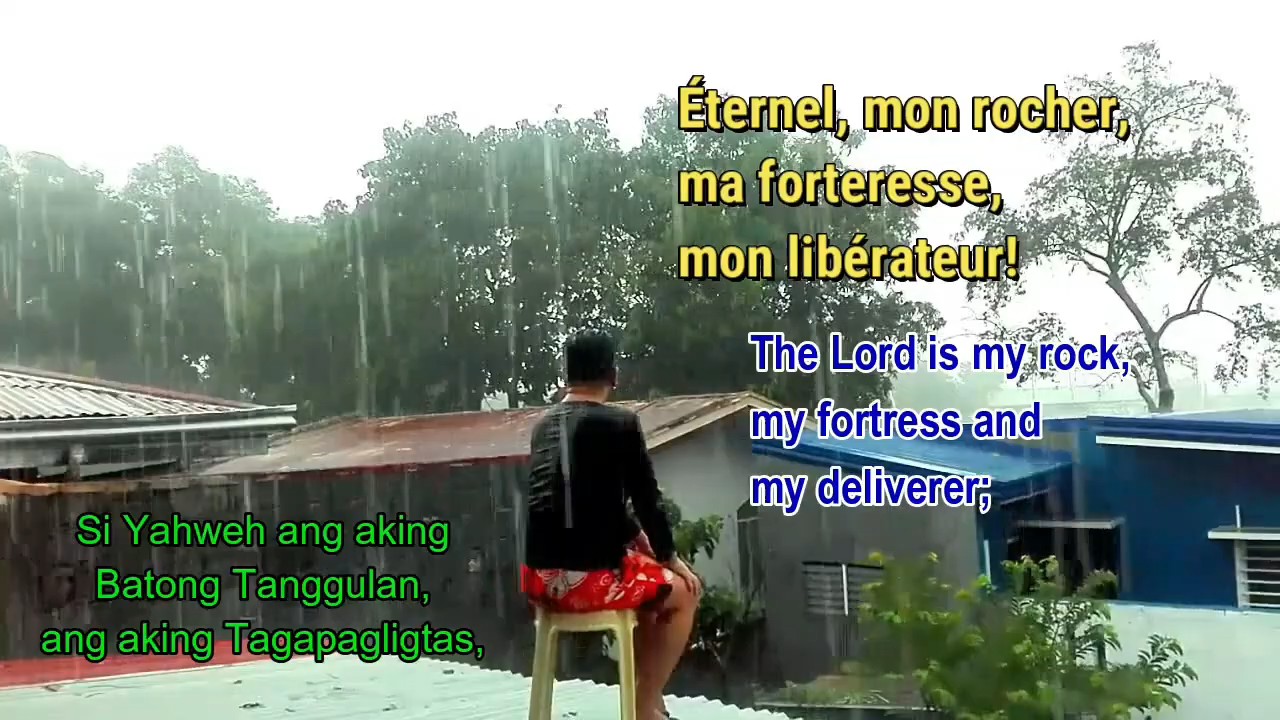 Éternel, mon rocher,
ma forteresse,
mon libérateur!
The Lord is my rock,
my fortress and
my deliverer;
Si Yahweh ang aking
Batong Tanggulan,
ang aking Tagapagligtas,